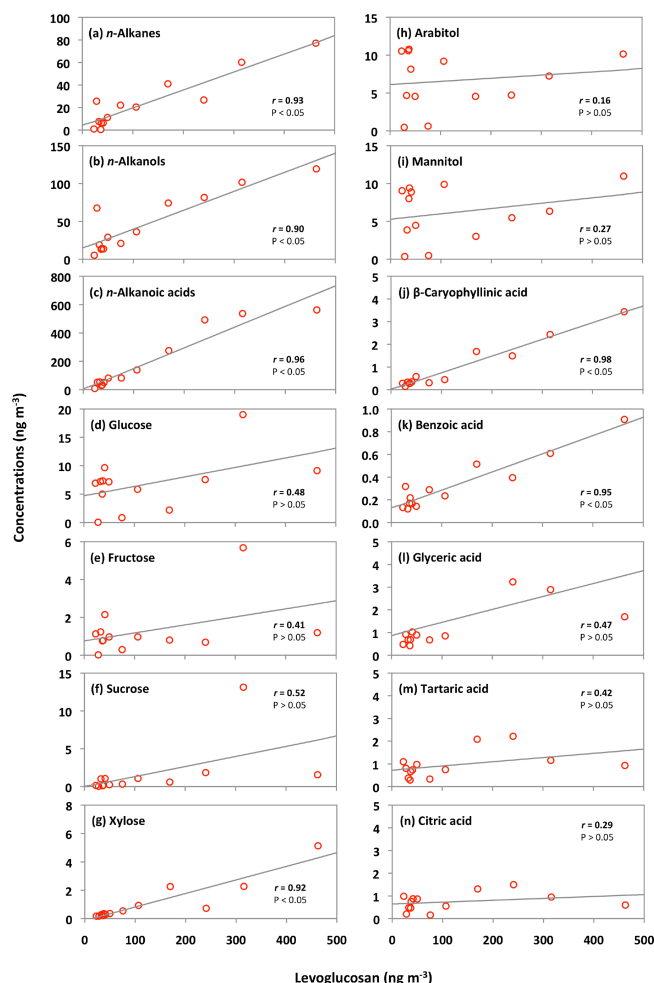 Concentrations (ng m⁻³)
(a) n-Alkanes
100
80
60
40
20
0
r = 0.93
P < 0.05
(b) n-Alkanols
150
100
50
0
r = 0.90
P < 0.05
(c) n-Alkanoic acids
800
600
400
200
0
r = 0.96
P < 0.05
(d) Glucose
20
15
10
5
0
r = 0.48
P > 0.05
(e) Fructose
6
4
2
0
r = 0.41
P > 0.05
(f) Sucrose
15
10
5
0
r = 0.52
P > 0.05
(g) Xylose
8
6
4
2
0
r = 0.92
P < 0.05
0 100 200 300 400 500
(h) Arabitol
15
10
5
0
r = 0.16
P > 0.05
(i) Mannitol
15
10
5
0
r = 0.27
P > 0.05
(j) β-Caryophyllinic acid
5
4
3
2
1
0
r = 0.98
P < 0.05
(k) Benzoic acid
1.0
0.8
0.6
0.4
0.2
0.0
r = 0.95
P < 0.05
(l) Glyceric acid
5
4
3
2
1
0
r = 0.47
P > 0.05
(m) Tartaric acid
5
4
3
2
1
0
r = 0.42
P > 0.05
(n) Citric acid
5
4
3
2
1
0
r = 0.29
P > 0.05
0 100 200 300 400 500
Levoglucosan (ng m⁻³)